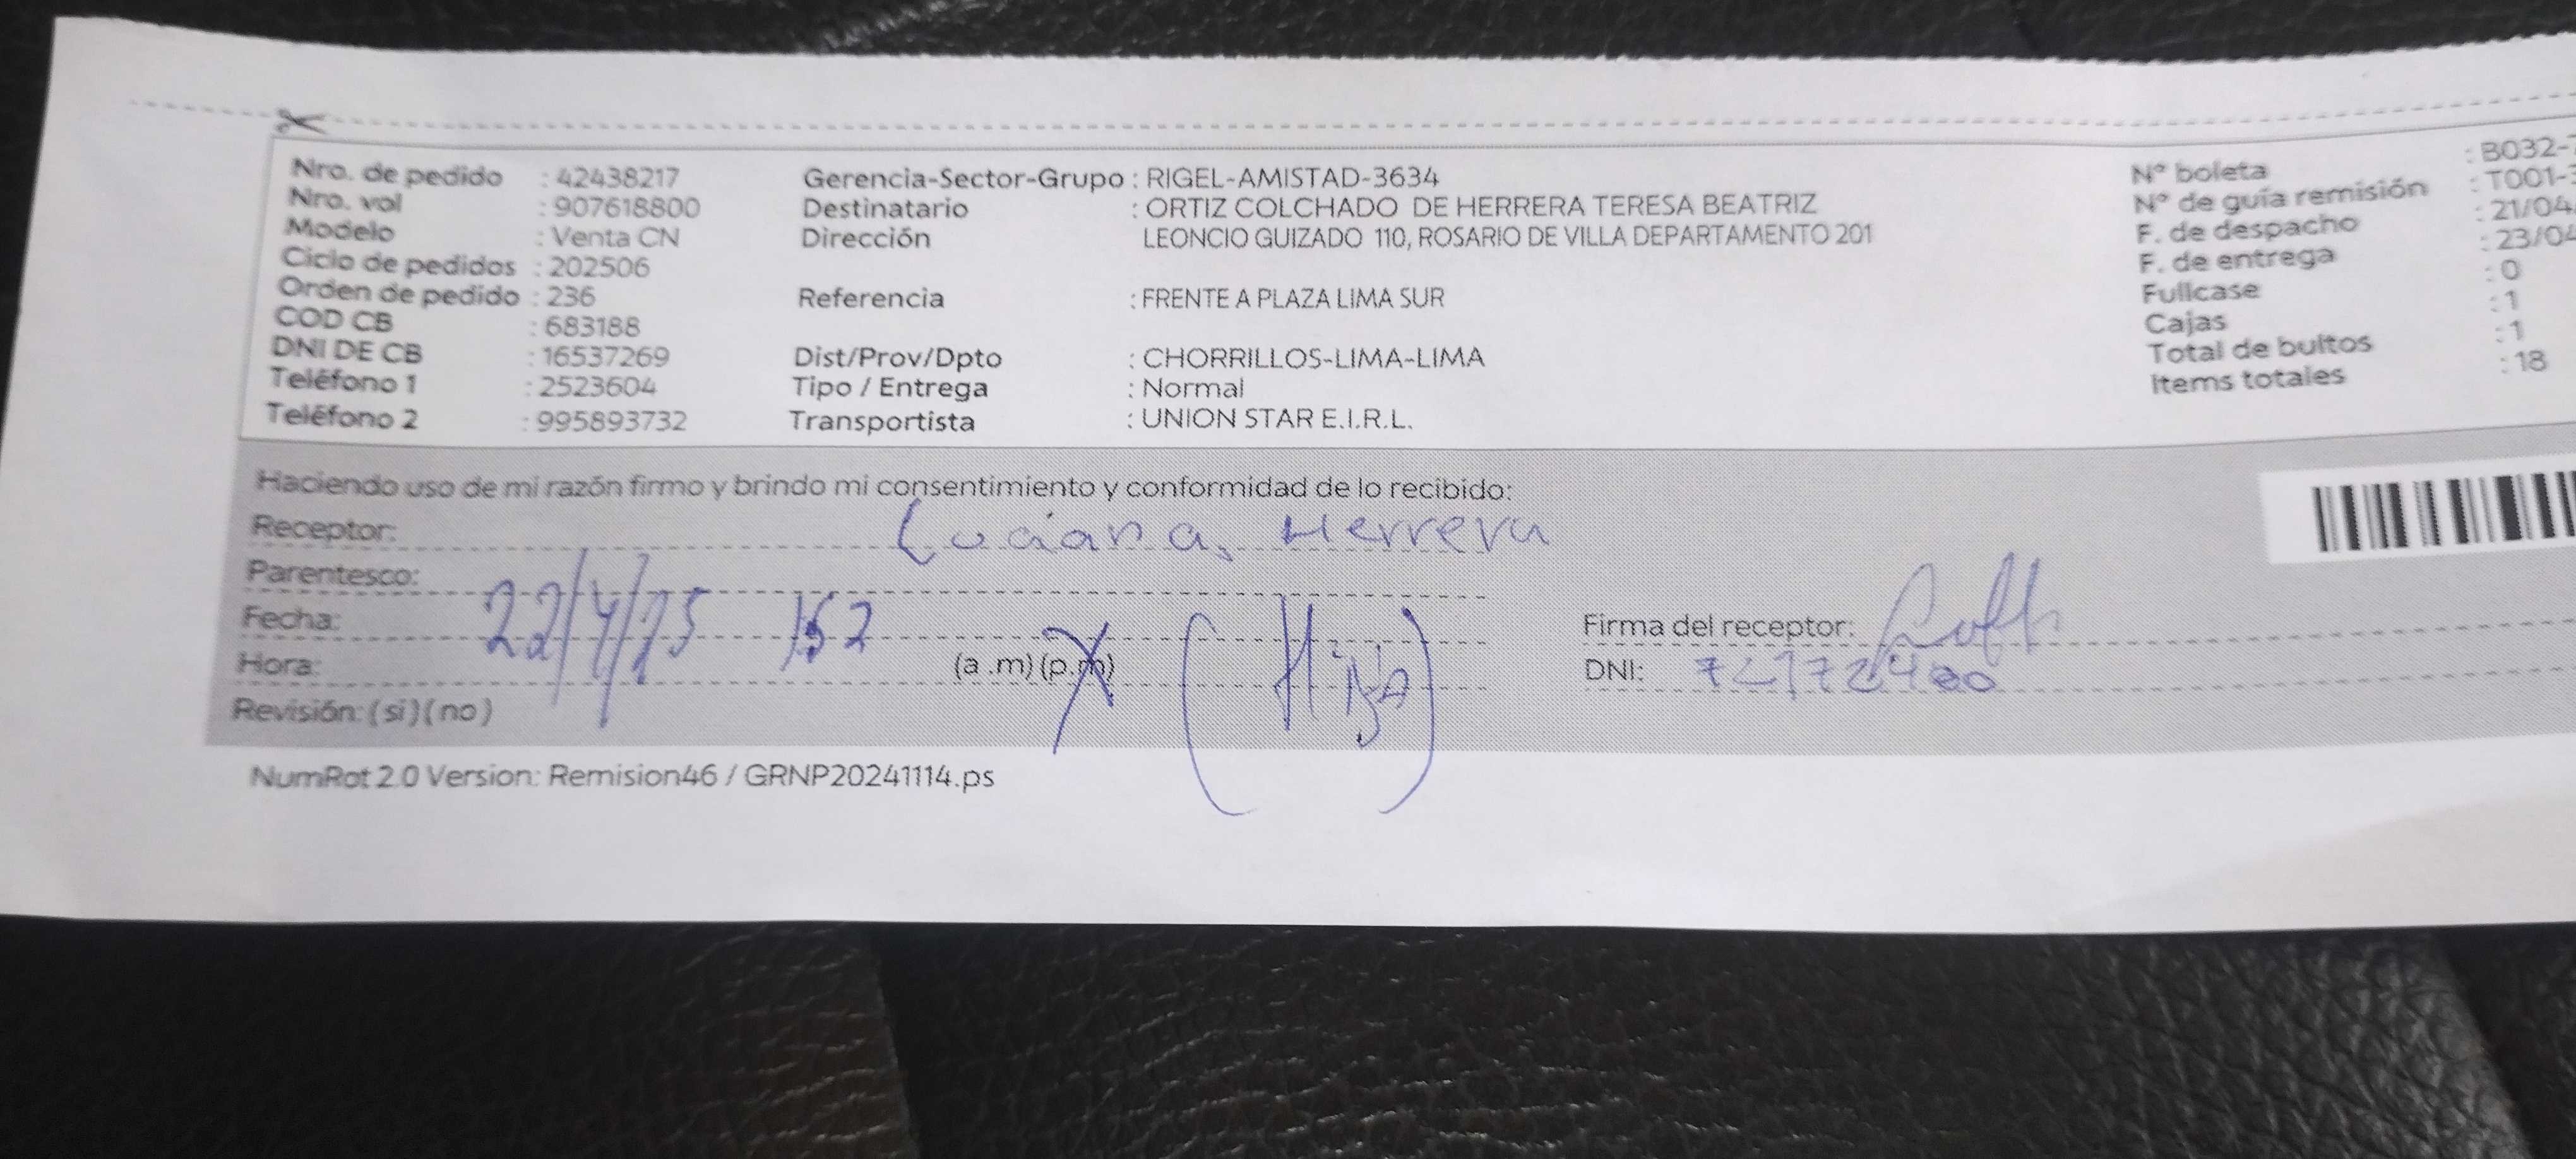 Nro. de pedido : 42438217 Gerencia-Sector-Grupo : RIGEL-AMISTAD-3634 N° boleta : B032-
Nro. vol : 907618800 Destinatario : ORTIZ COLCHADO DE HERRERA TERESA BEATRIZ N° de guía remisión : T001-3
Modelo : Venta CN Dirección LEONCIO GUIZADO 110, ROSARIO DE VILLA DEPARTAMENTO 201 F. de despacho : 21/04
Ciclo de pedidos : 202506 F. de entrega : 23/04
Orden de pedido : 236 Referencia : FRENTE A PLAZA LIMA SUR Fullcase : 0
COD CB : 683188 Cajas : 1
DNI DE CB : 16537269 Dist/Prov/Dpto : CHORRILLOS-LIMA-LIMA Total de bultos : 1
Teléfono 1 : 2523604 Tipo / Entrega : Normal Items totales : 18
Teléfono 2 : 995893732 Transportista : UNION STAR E.I.R.L.
Haciendo uso de mi razón firmo y brindo mi consentimiento y conformidad de lo recibido:
Receptor: Luciana Herrera
Parentesco:
Fecha: 22/4/25 Firma del receptor:
Hora: (a .m) (p.m) (Hija) DNI:
Revisión: ( si ) ( no )
NumRot 2.0 Version: Remision46 / GRNP20241114.ps